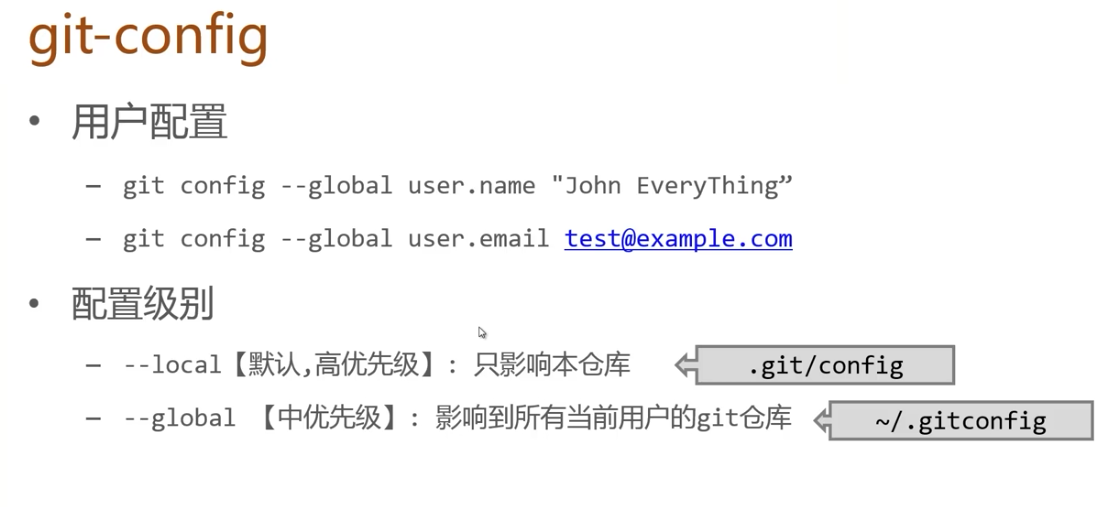 git-config
• 用户配置
– git config --global user.name "John EveryThing”
– git config --global user.email test@example.com
• 配置级别
– --local【默认,高优先级】: 只影响本仓库
.git/config
– --global 【中优先级】: 影响到所有当前用户的git仓库
~/.gitconfig